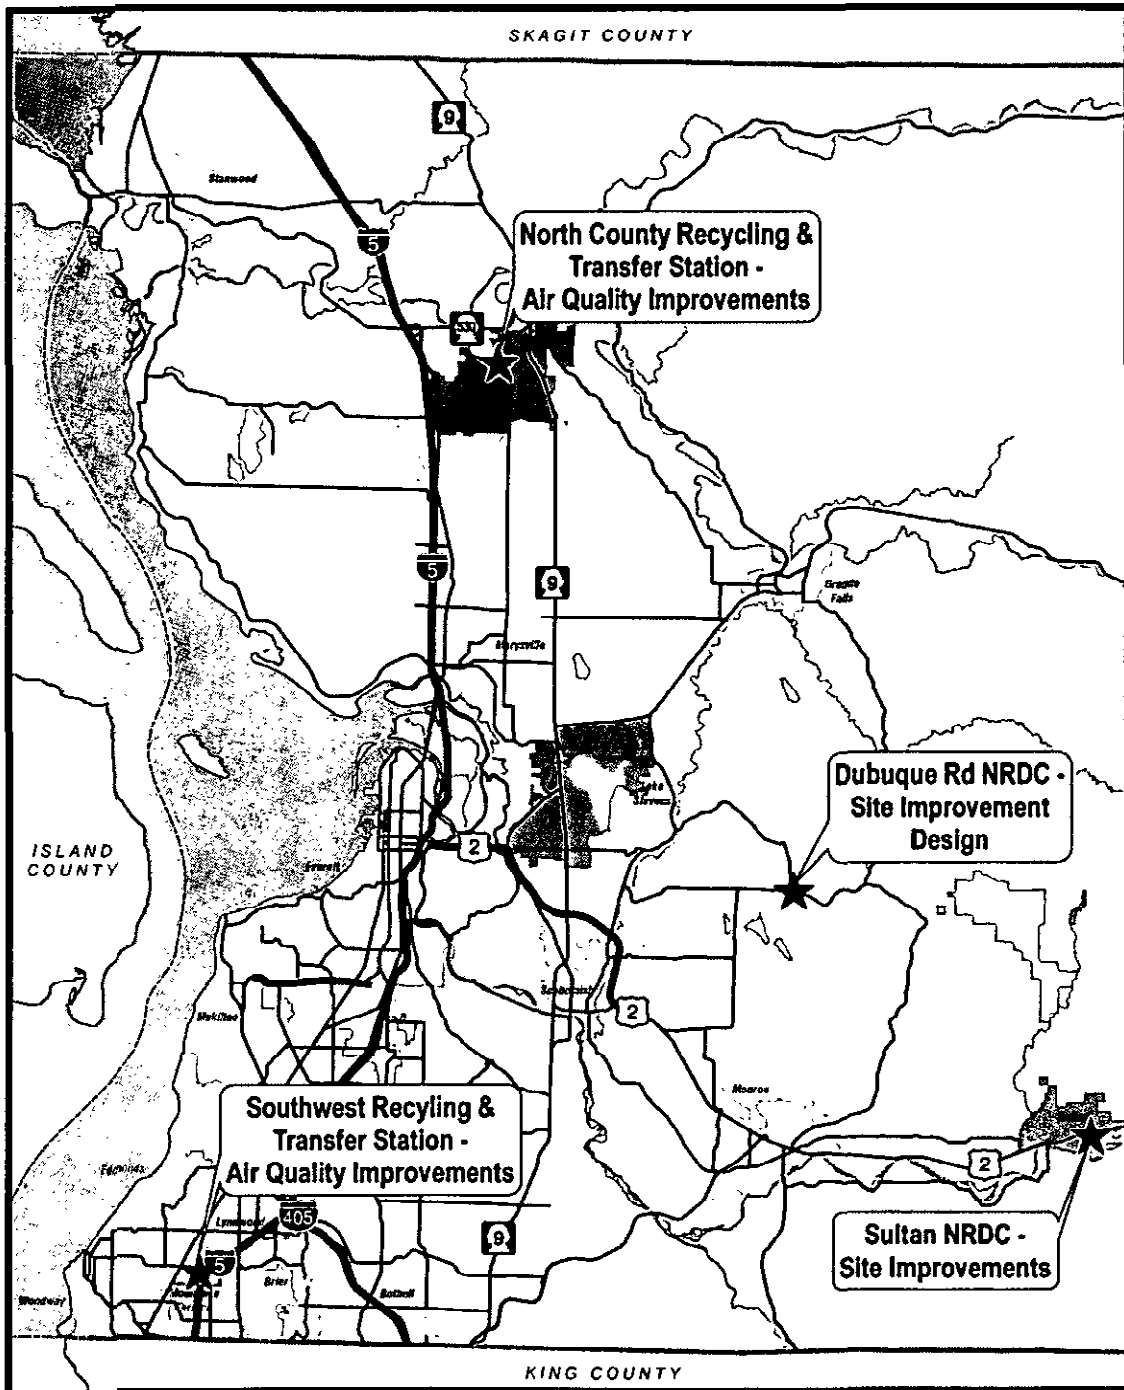 SKAGIT COUNTY
9
Stanwood
5
North County Recycling &
Transfer Station -
Air Quality Improvements
530
5
9
Granite
Falls
Marysville
Dubuque Rd NRDC -
Site Improvement
Design
Lake
Stevens
ISLAND
COUNTY
2
Everett
Snohomish
2
Mukilteo
Monroe
Southwest Recyling &
Transfer Station -
Air Quality Improvements
2
Edmonds
Lynnwood
405
9
Sultan NRDC -
Site Improvements
5
Brier
Bothell
Woodway
KING COUNTY